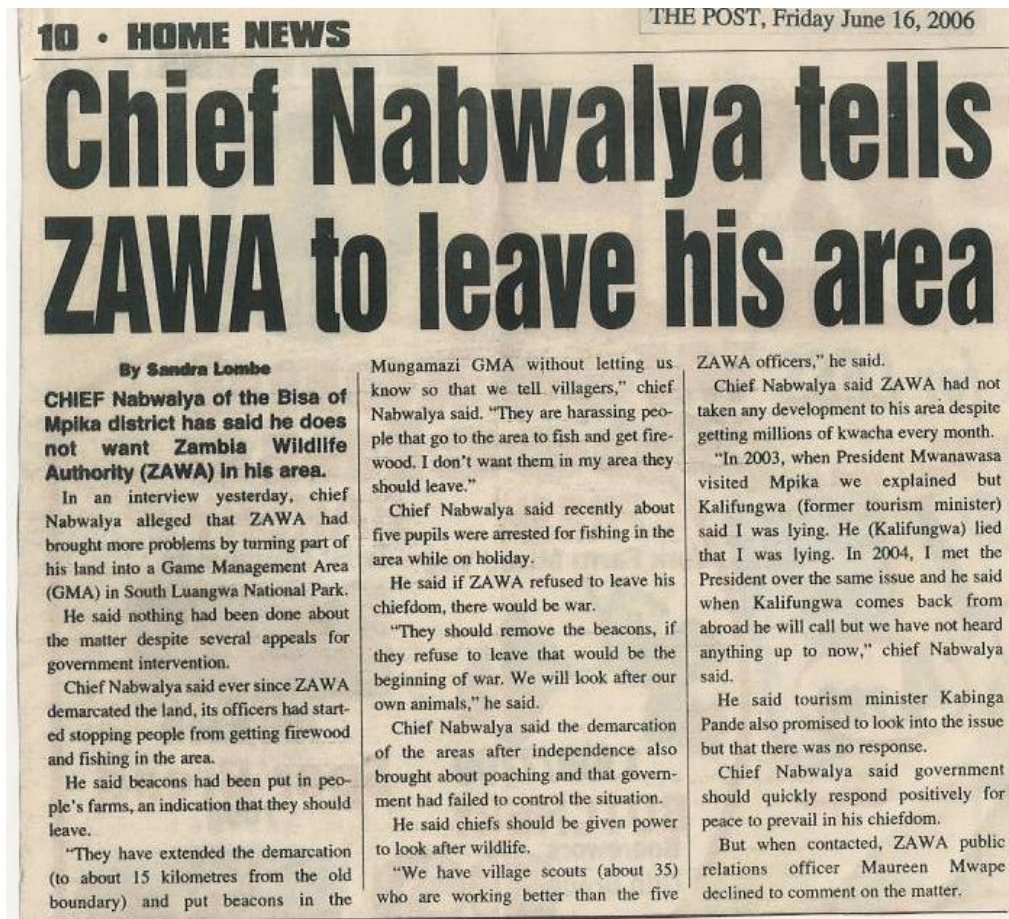 10 • HOME NEWS
THE POST, Friday June 16, 2006
Chief Nabwalya tells
ZAWA to leave his area
By Sandra Lombe
CHIEF Nabwalya of the Bisa of
Mpika district has said he does
not want Zambia Wildlife
Authority (ZAWA) in his area.
In an interview yesterday, chief
Nabwalya alleged that ZAWA had
brought more problems by turning part of
his land into a Game Management Area
(GMA) in South Luangwa National Park.
He said nothing had been done about
the matter despite several appeals for
government intervention.
Chief Nabwalya said ever since ZAWA
demarcated the land, its officers had start-
ed stopping people from getting firewood
and fishing in the area.
He said beacons had been put in peo-
ple's farms, an indication that they should
leave.
"They have extended the demarcation
(to about 15 kilometres from the old
boundary) and put beacons in the
Mungamazi GMA without letting us
know so that we tell villagers," chief
Nabwalya said. "They are harassing peo-
ple that go to the area to fish and get fire-
wood. I don't want them in my area they
should leave."
Chief Nabwalya said recently about
five pupils were arrested for fishing in the
area while on holiday.
He said if ZAWA refused to leave his
chiefdom, there would be war.
"They should remove the beacons, if
they refuse to leave that would be the
beginning of war. We will look after our
own animals," he said.
Chief Nabwalya said the demarcation
of the areas after independence also
brought about poaching and that govern-
ment had failed to control the situation.
He said chiefs should be given power
to look after wildlife.
"We have village scouts (about 35)
who are working better than the five
ZAWA officers," he said.
Chief Nabwalya said ZAWA had not
taken any development to his area despite
getting millions of kwacha every month.
"In 2003, when President Mwanawasa
visited Mpika we explained but
Kalifungwa (former tourism minister)
said I was lying. He (Kalifungwa) lied
that I was lying. In 2004, I met the
President over the same issue and he said
when Kalifungwa comes back from
abroad he will call but we have not heard
anything up to now," chief Nabwalya
said.
He said tourism minister Kabinga
Pande also promised to look into the issue
but that there was no response.
Chief Nabwalya said government
should quickly respond positively for
peace to prevail in his chiefdom.
But when contacted, ZAWA public
relations officer Maureen Mwape
declined to comment on the matter.